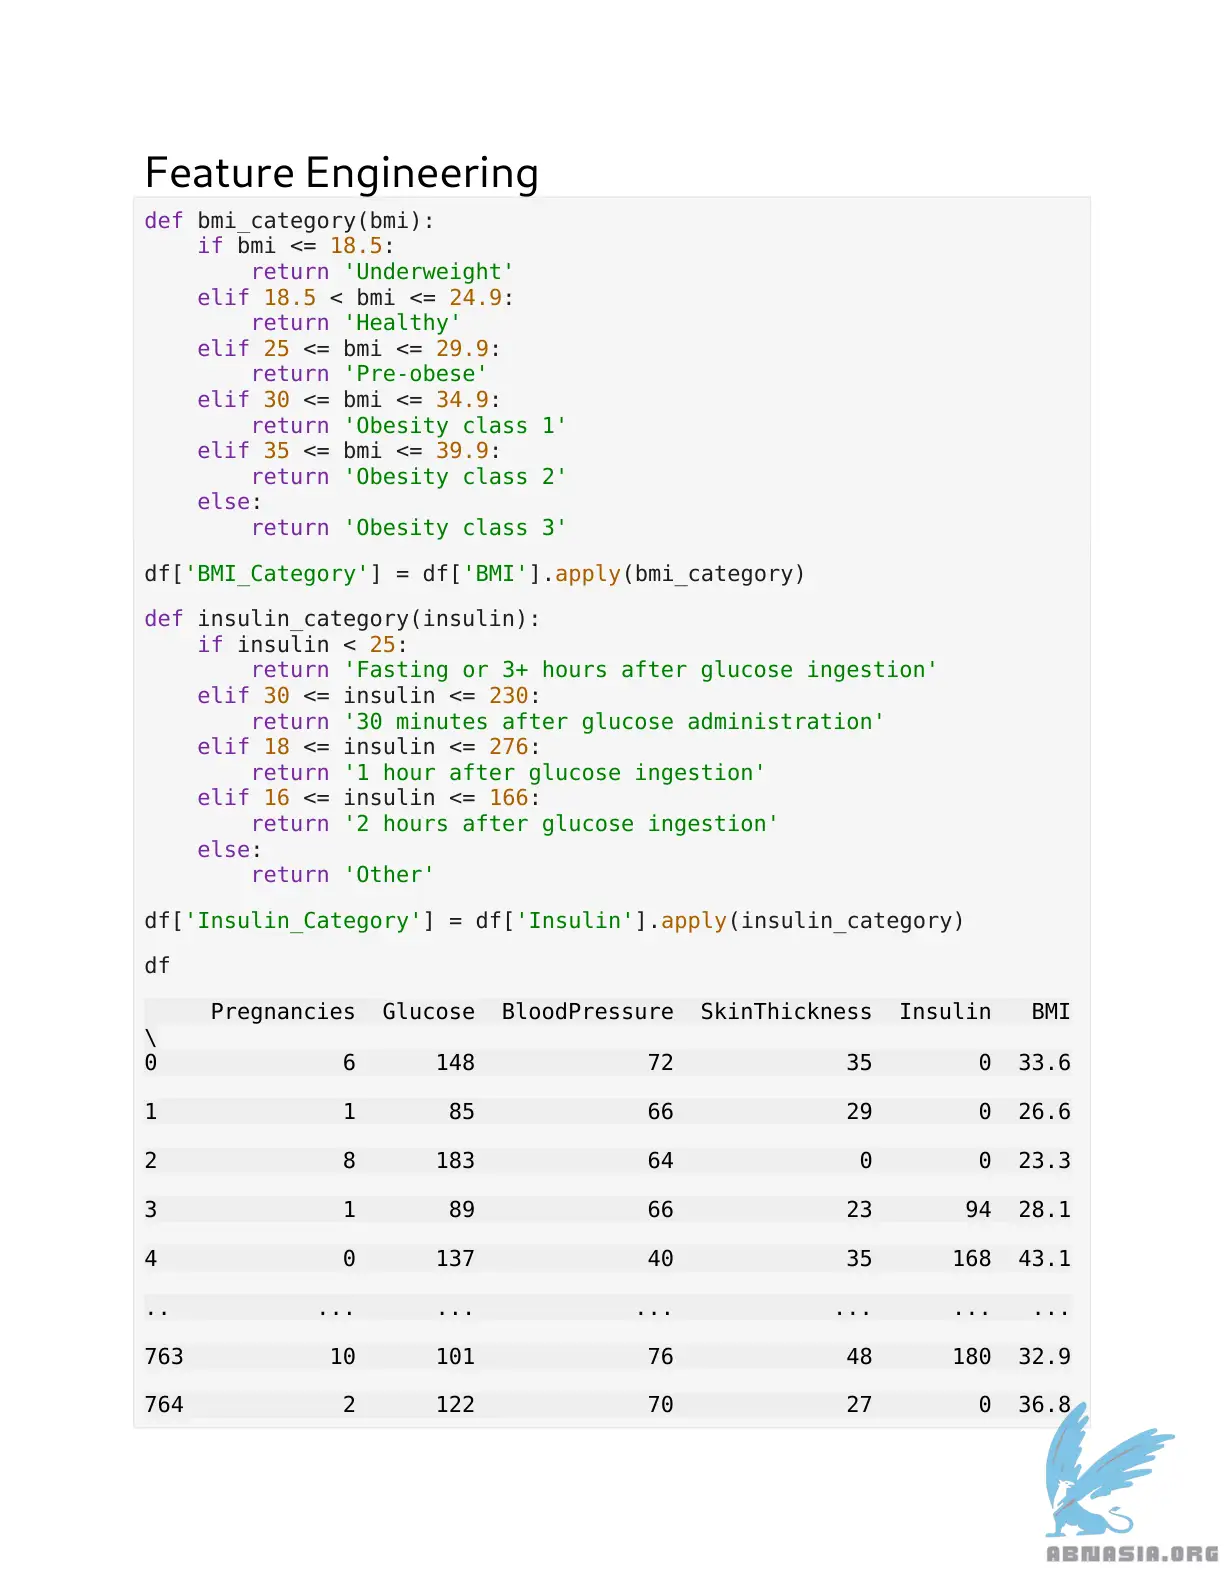 Feature Engineering
def bmi_category(bmi):
    if bmi <= 18.5:
        return 'Underweight'
    elif 18.5 < bmi <= 24.9:
        return 'Healthy'
    elif 25 <= bmi <= 29.9:
        return 'Pre-obese'
    elif 30 <= bmi <= 34.9:
        return 'Obesity class 1'
    elif 35 <= bmi <= 39.9:
        return 'Obesity class 2'
    else:
        return 'Obesity class 3'
df['BMI_Category'] = df['BMI'].apply(bmi_category)
def insulin_category(insulin):
    if insulin < 25:
        return 'Fasting or 3+ hours after glucose ingestion'
    elif 30 <= insulin <= 230:
        return '30 minutes after glucose administration'
    elif 18 <= insulin <= 276:
        return '1 hour after glucose ingestion'
    elif 16 <= insulin <= 166:
        return '2 hours after glucose ingestion'
    else:
        return 'Other'
df['Insulin_Category'] = df['Insulin'].apply(insulin_category)
df
     Pregnancies  Glucose  BloodPressure  SkinThickness  Insulin   BMI
\
0              6      148             72             35        0  33.6
1              1       85             66             29        0  26.6
2              8      183             64              0        0  23.3
3              1       89             66             23       94  28.1
4              0      137             40             35      168  43.1
..           ...      ...            ...            ...      ...   ...
763           10      101             76             48      180  32.9
764            2      122             70             27        0  36.8
ABNASIA.ORG